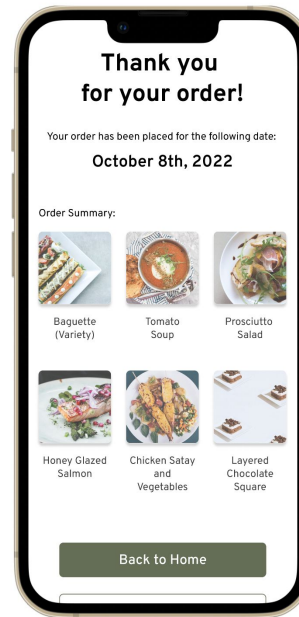 Thank you
for your order!
Your order has been placed for the following date:
October 8th, 2022
Order Summary:
Baguette
(Variety)
Tomato
Soup
Prosciutto
Salad
Honey Glazed
Salmon
Chicken Satay
and
Vegetables
Layered
Chocolate
Square
Back to Home